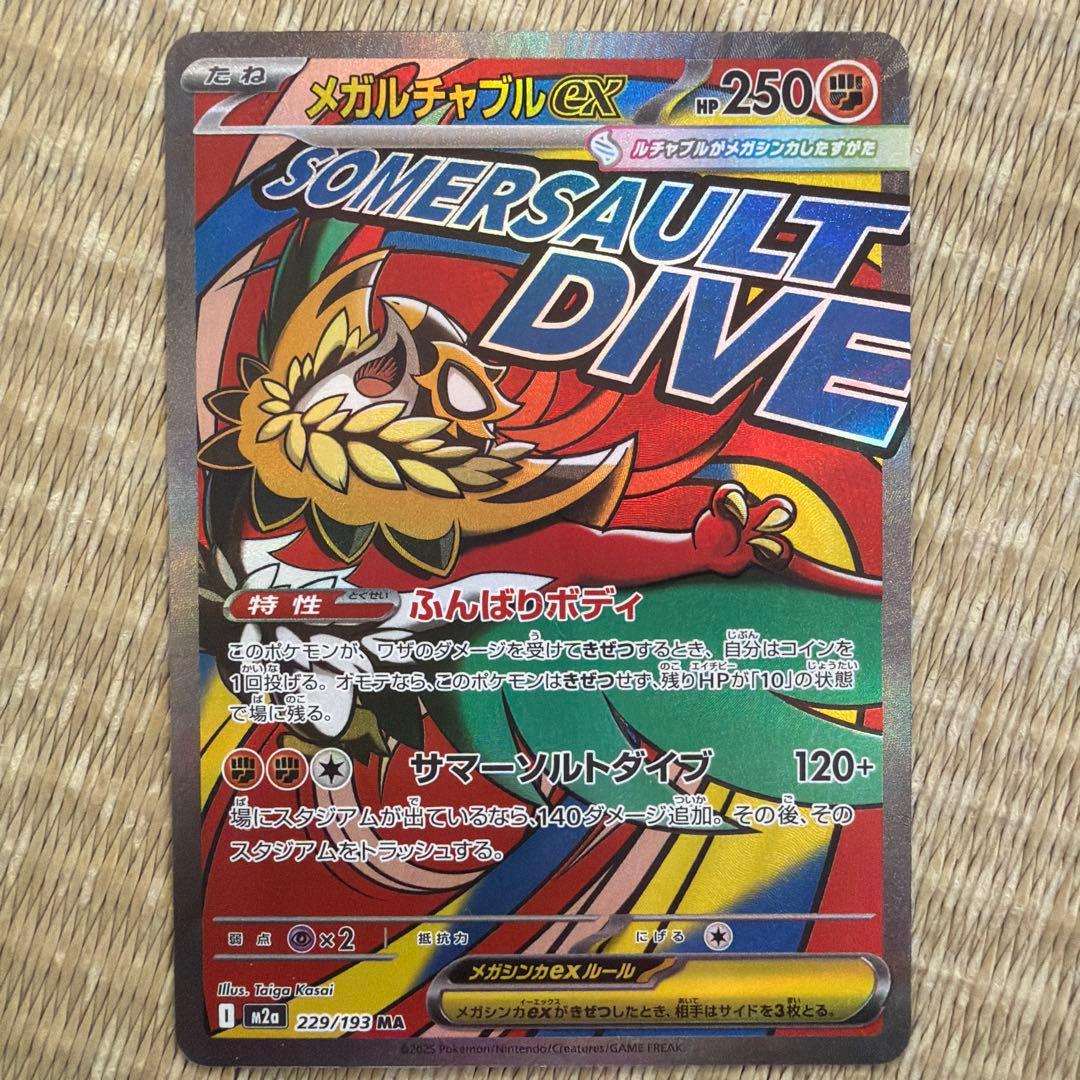 たね
メガルチャブルex
HP 250
ルチャブルがメガシンカしたすがた
SOMERSAULT
DIVE
特性 とくせい ふんばりボディ
このポケモンが、ワザのダメージを受けてきぜつするとき、自分はコインを
1回投げる。オモテなら、このポケモンはきぜつせず、残りHPが「10」の状態
で場に残る。
サマーソルトダイブ 120+
場にスタジアムが出ているなら、140ダメージ追加。その後、その
スタジアムをトラッシュする。
弱点 ×2 抵抗力 にげる
メガシンカexルール
メガシンカexがきぜつしたとき、相手はサイドを3枚とる。
Illus. Taiga Kasai
I M2a 229/193 MA
©2025 Pokémon/Nintendo/Creatures/GAME FREAK.